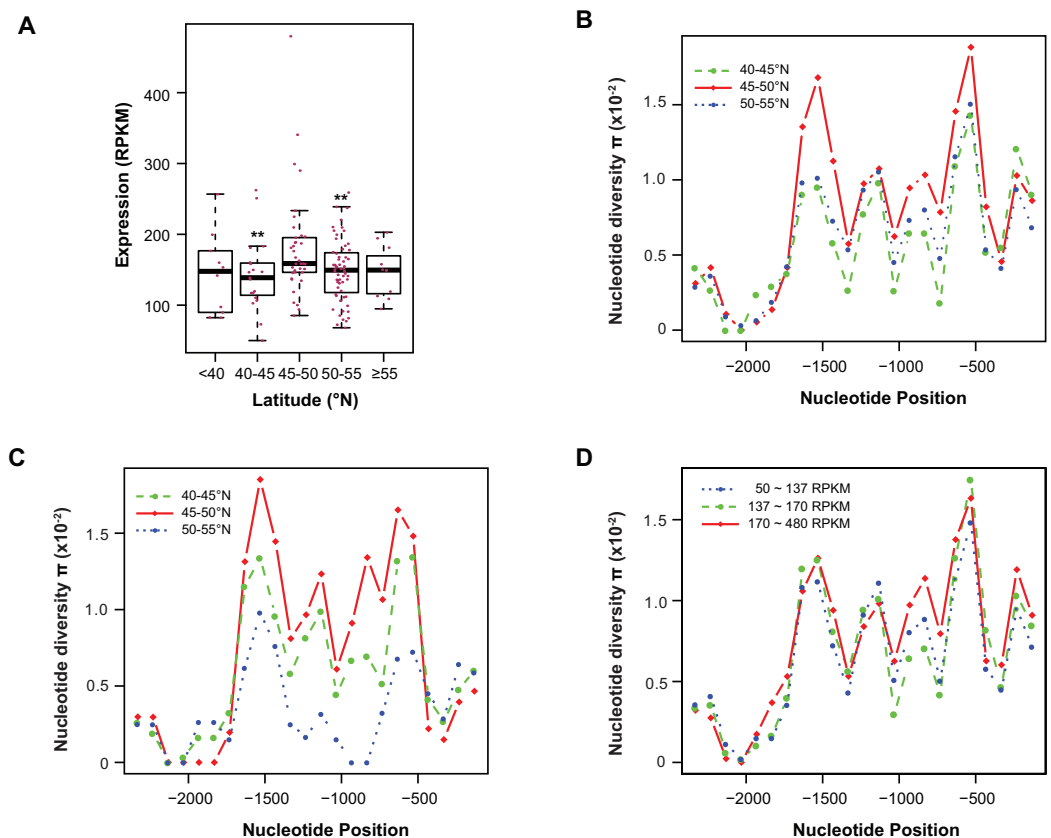 A
Expression (RPKM)
400
300
200
100
**
**
<40 40-45 45-50 50-55 ≥55
Latitude (°N)
B
Nucleotide diversity π (x10⁻²)
1.5
1.0
0.5
0
40-45°N
45-50°N
50-55°N
−2000 −1500 −1000 −500
Nucleotide Position
C
Nucleotide diversity π (x10⁻²)
1.5
1.0
0.5
0
40-45°N
45-50°N
50-55°N
−2000 −1500 −1000 −500
Nucleotide Position
D
Nucleotide diversity π (x10⁻²)
1.5
1.0
0.5
0
50 ~ 137 RPKM
137 ~ 170 RPKM
170 ~ 480 RPKM
−2000 −1500 −1000 −500
Nucleotide Position